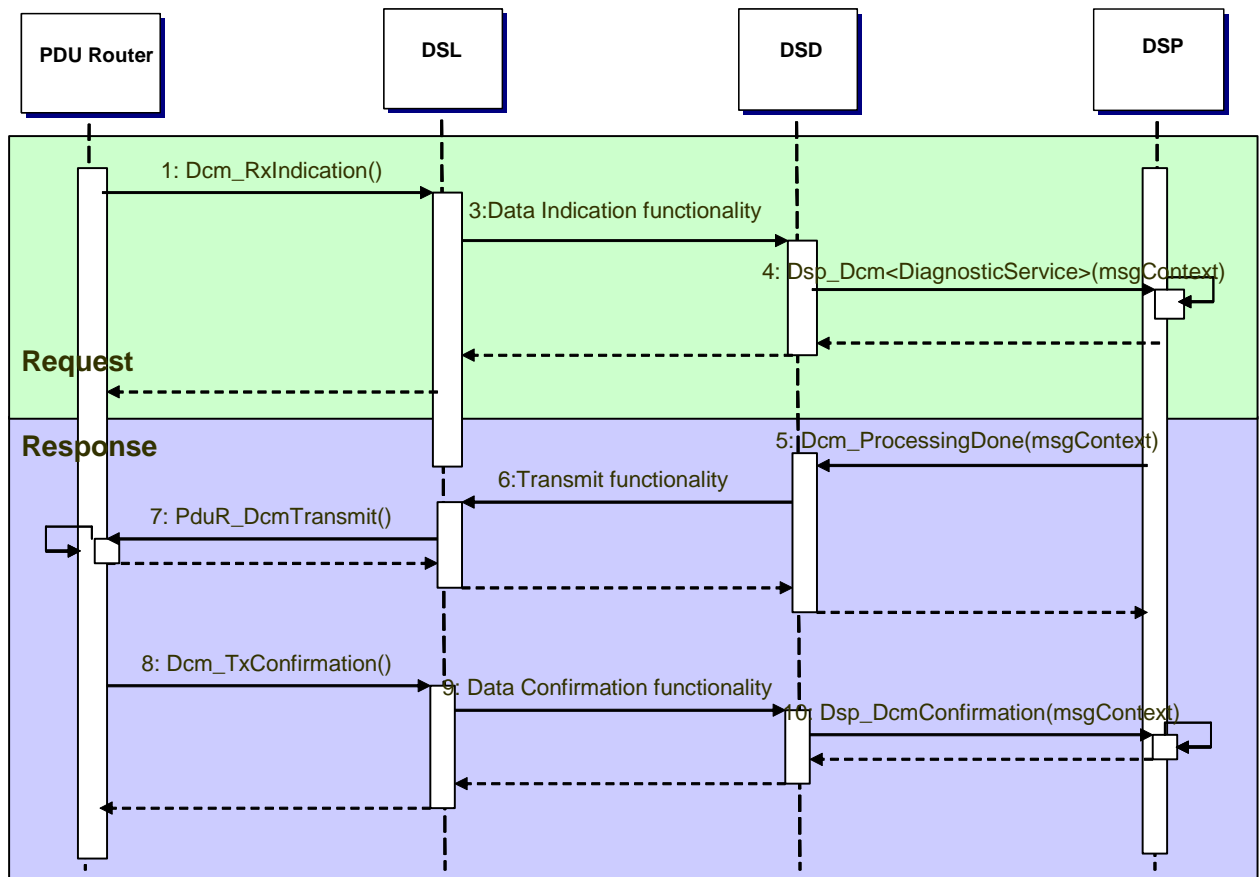 PDU Router
DSL
DSD
DSP
1: Dcm_RxIndication()
3:Data Indication functionality
4: Dsp_Dcm<DiagnosticService>(msgContext)
Request
Response
5: Dcm_ProcessingDone(msgContext)
6:Transmit functionality
7: PduR_DcmTransmit()
8: Dcm_TxConfirmation()
9: Data Confirmation functionality
10: Dsp_DcmConfirmation(msgContext)